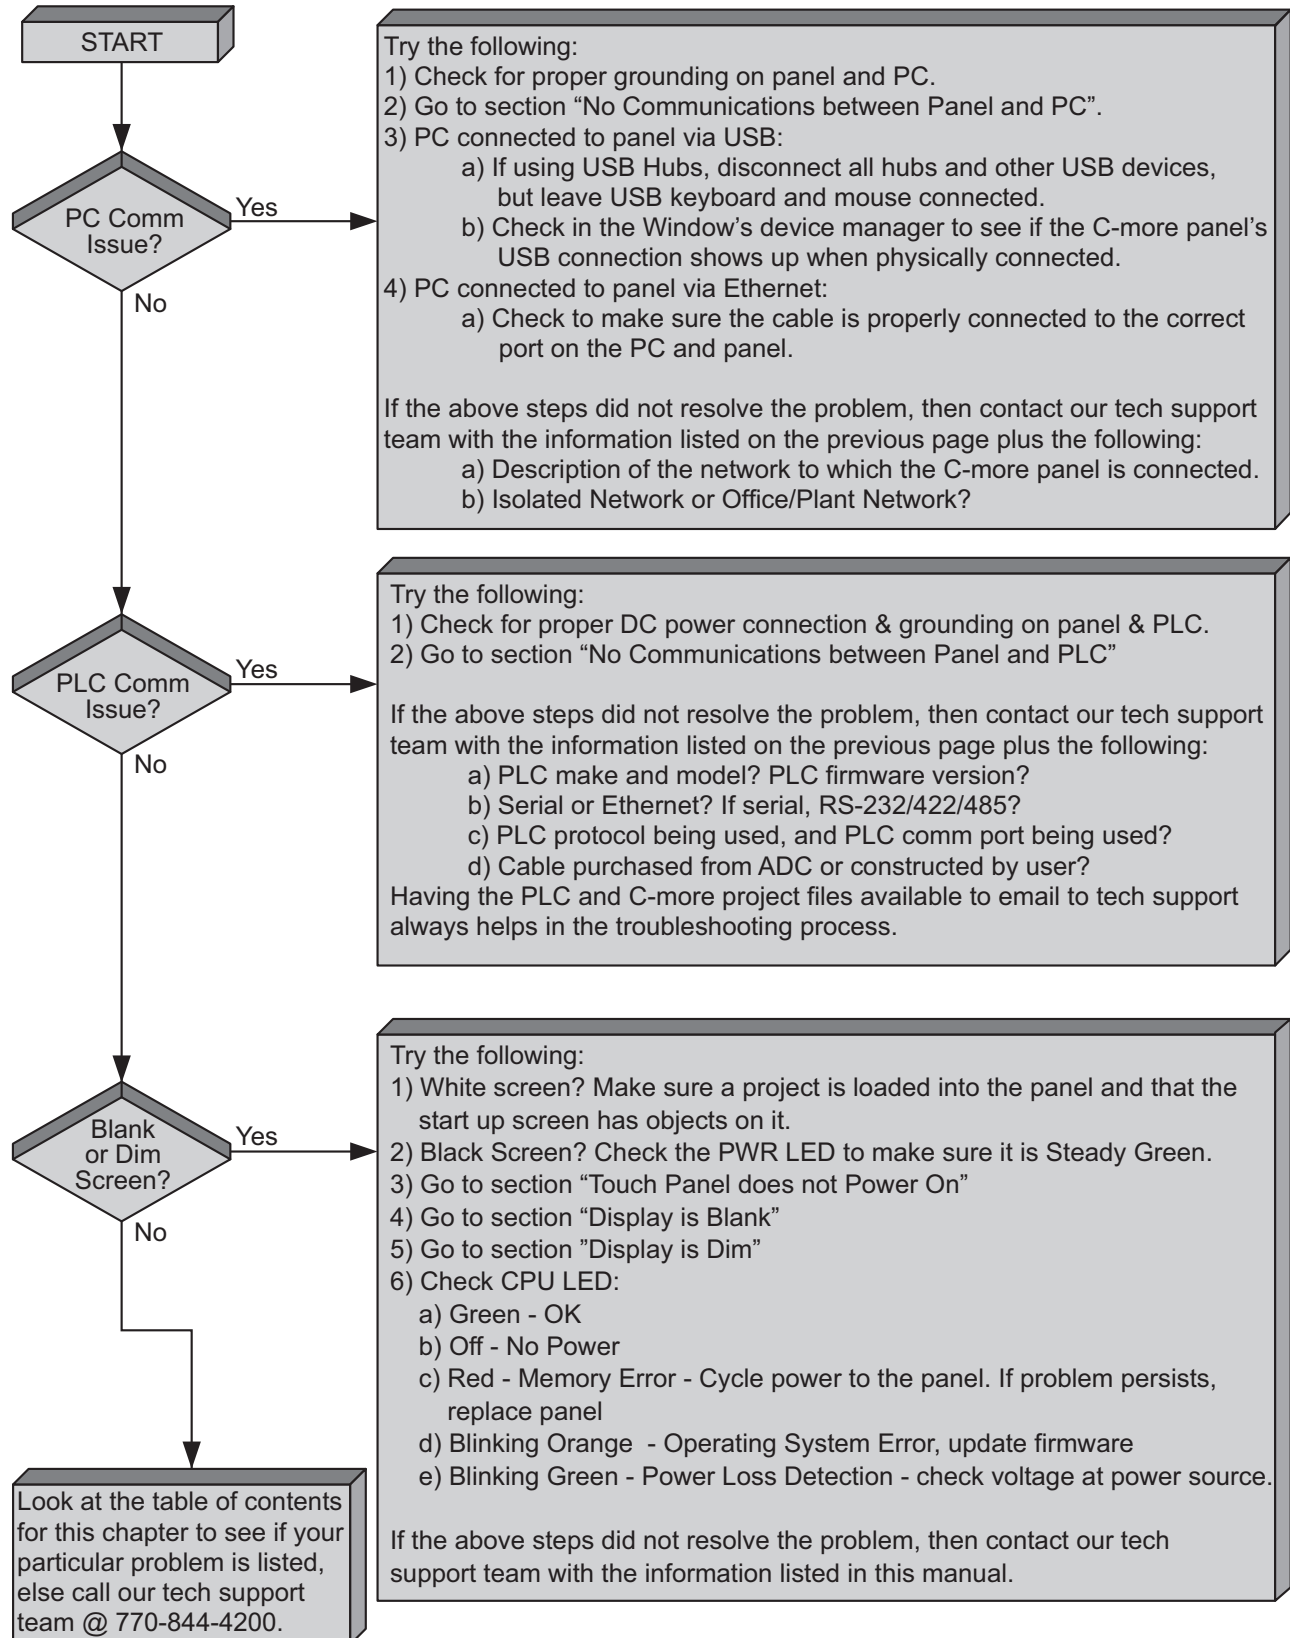 START
PC Comm
Issue?
Yes
No
Try the following:
1) Check for proper grounding on panel and PC.
2) Go to section “No Communications between Panel and PC”.
3) PC connected to panel via USB:
a) If using USB Hubs, disconnect all hubs and other USB devices,
but leave USB keyboard and mouse connected.
b) Check in the Window’s device manager to see if the C-more panel’s
USB connection shows up when physically connected.
4) PC connected to panel via Ethernet:
a) Check to make sure the cable is properly connected to the correct
port on the PC and panel.
If the above steps did not resolve the problem, then contact our tech support
team with the information listed on the previous page plus the following:
a) Description of the network to which the C-more panel is connected.
b) Isolated Network or Office/Plant Network?
PLC Comm
Issue?
Yes
No
Try the following:
1) Check for proper DC power connection & grounding on panel & PLC.
2) Go to section “No Communications between Panel and PLC”
If the above steps did not resolve the problem, then contact our tech support
team with the information listed on the previous page plus the following:
a) PLC make and model? PLC firmware version?
b) Serial or Ethernet? If serial, RS-232/422/485?
c) PLC protocol being used, and PLC comm port being used?
d) Cable purchased from ADC or constructed by user?
Having the PLC and C-more project files available to email to tech support
always helps in the troubleshooting process.
Blank
or Dim
Screen?
Yes
No
Try the following:
1) White screen? Make sure a project is loaded into the panel and that the
start up screen has objects on it.
2) Black Screen? Check the PWR LED to make sure it is Steady Green.
3) Go to section “Touch Panel does not Power On”
4) Go to section “Display is Blank”
5) Go to section ”Display is Dim”
6) Check CPU LED:
a) Green - OK
b) Off - No Power
c) Red - Memory Error - Cycle power to the panel. If problem persists,
replace panel
d) Blinking Orange  - Operating System Error, update firmware
e) Blinking Green - Power Loss Detection - check voltage at power source.
If the above steps did not resolve the problem, then contact our tech
support team with the information listed in this manual.
Look at the table of contents
for this chapter to see if your
particular problem is listed,
else call our tech support
team @ 770-844-4200.